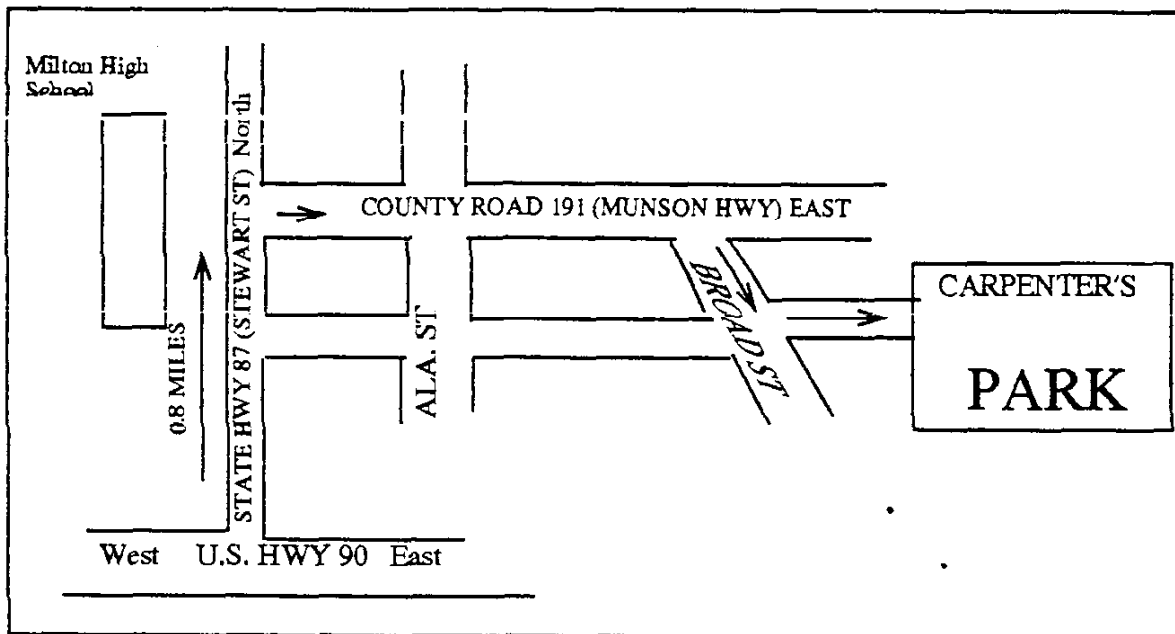 Milton High
School
STATE HWY 87 (STEWART ST) North
0.8 MILES
COUNTY ROAD 191 (MUNSON HWY) EAST
ALA. ST
BROAD ST
CARPENTER'S
PARK
West U.S. HWY 90 East